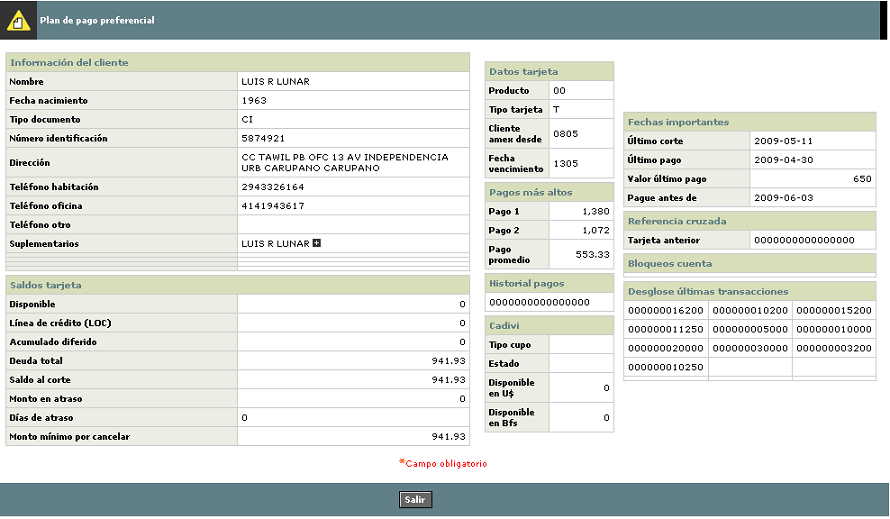 Plan de pago preferencial
Información del cliente
Nombre LUIS R LUNAR
Fecha nacimiento 1963
Tipo documento CI
Número identificación 5874921
Dirección CC TAWIL PB OFC 13 AV INDEPENDENCIA
URB CARUPANO CARUPANO
Teléfono habitación 2943326164
Teléfono oficina 4141943617
Teléfono otro
Suplementarios LUIS R LUNAR
Saldos tarjeta
Disponible 0
Línea de crédito (LOC) 0
Acumulado diferido 0
Deuda total 941.93
Saldo al corte 941.93
Monto en atraso 0
Días de atraso 0
Monto mínimo por cancelar 941.93
Datos tarjeta
Producto 00
Tipo tarjeta T
Cliente
amex desde 0805
Fecha
vencimiento 1305
Pagos más altos
Pago 1 1,380
Pago 2 1,072
Pago
promedio 553.33
Historial pagos
0000000000000000
Cadivi
Tipo cupo
Estado
Disponible
en U$ 0
Disponible
en Bfs 0
Fechas importantes
Último corte 2009-05-11
Último pago 2009-04-30
Valor último pago 650
Pague antes de 2009-06-03
Referencia cruzada
Tarjeta anterior 0000000000000000
Bloqueos cuenta
Desglose últimas transacciones
000000016200 000000010200 000000015200
000000011250 000000005000 000000010000
000000020000 000000030000 000000003200
000000010250
*Campo obligatorio
Salir